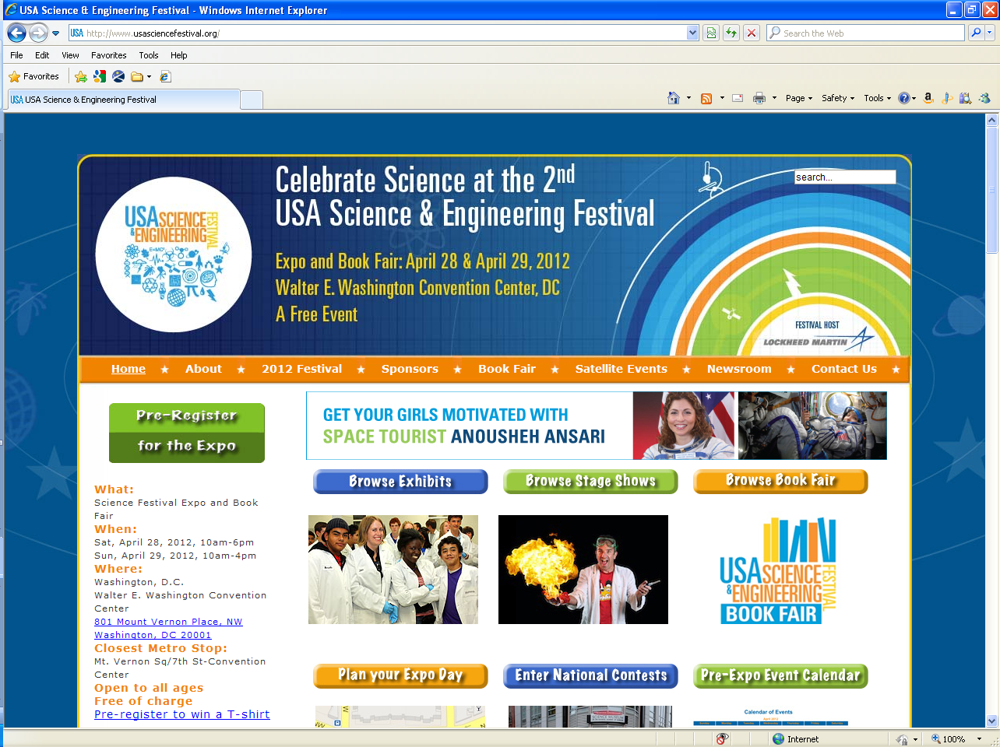 USA Science & Engineering Festival - Windows Internet Explorer
USA http://www.usasciencefestival.org/
Search the Web
File Edit View Favorites Tools Help
Favorites
USA USA Science & Engineering Festival
Page Safety Tools
Celebrate Science at the 2nd
USA Science & Engineering Festival
search...
USA SCIENCE
& ENGINEERING
FESTIVAL
E=MC²
Expo and Book Fair: April 28 & April 29, 2012
Walter E. Washington Convention Center, DC
A Free Event
FESTIVAL HOST
LOCKHEED MARTIN
Home About 2012 Festival Sponsors Book Fair Satellite Events Newsroom Contact Us
Pre-Register
for the Expo
GET YOUR GIRLS MOTIVATED WITH
SPACE TOURIST ANOUSHEH ANSARI
Browse Exhibits Browse Stage Shows Browse Book Fair
What:
Science Festival Expo and Book
Fair
When:
Sat, April 28, 2012, 10am-6pm
Sun, April 29, 2012, 10am-4pm
Where:
Washington, D.C.
Walter E. Washington Convention
Center
801 Mount Vernon Place, NW
Washington, DC 20001
Closest Metro Stop:
Mt. Vernon Sq/7th St-Convention
Center
Open to all ages
Free of charge
Pre-register to win a T-shirt
USA SCIENCE
& ENGINEERING
FESTIVAL
BOOK FAIR
Plan your Expo Day Enter National Contests Pre-Expo Event Calendar
Calendar of Events
April 2012
Internet
100%